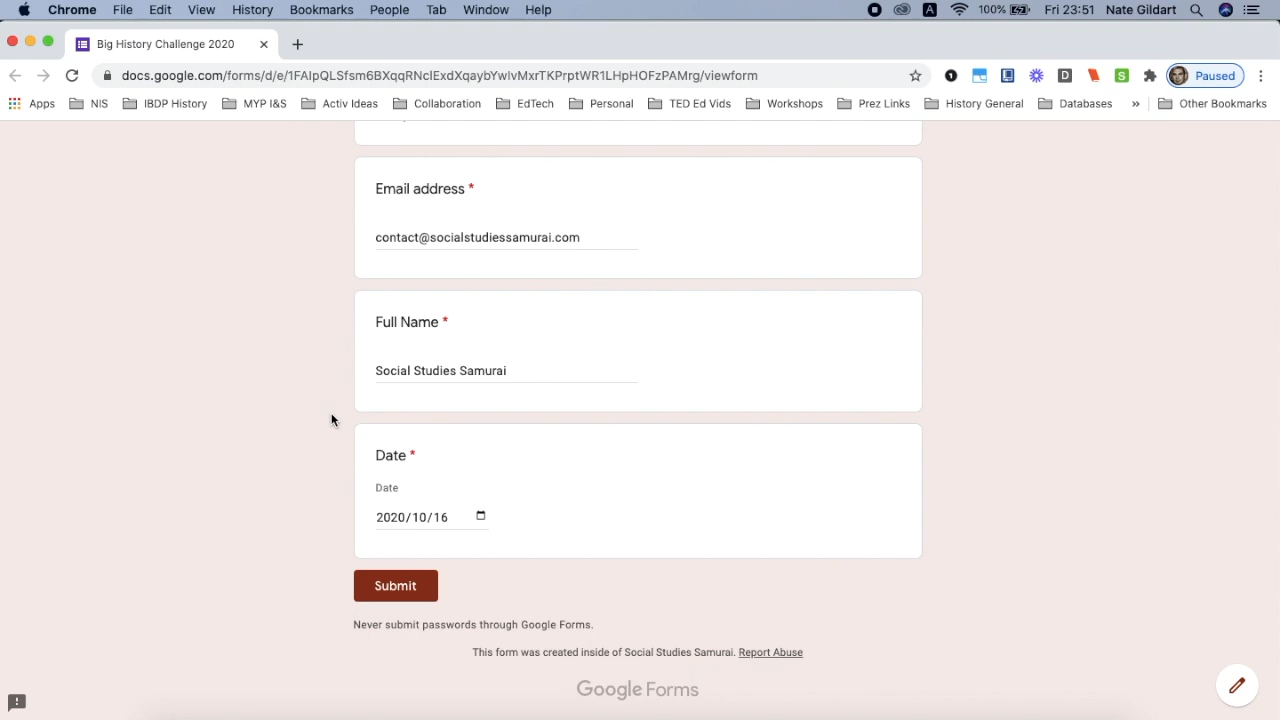 Chrome File Edit View History Bookmarks People Tab Window Help A 100% Fri 23:51 Nate Gildart
Big History Challenge 2020
docs.google.com/forms/d/e/1FAIpQLSfsm6BXqqRNclExdXqaybYwlvMxrTKPrptWR1LHpHOFzPAMrg/viewform Paused
Apps NIS IBDP History MYP I&S Activ Ideas Collaboration EdTech Personal TED Ed Vids Workshops Prez Links History General Databases » Other Bookmarks
Email address *
contact@socialstudiessamurai.com
Full Name *
Social Studies Samurai
Date *
Date
2020/10/16
Submit
Never submit passwords through Google Forms.
This form was created inside of Social Studies Samurai. Report Abuse
Google Forms